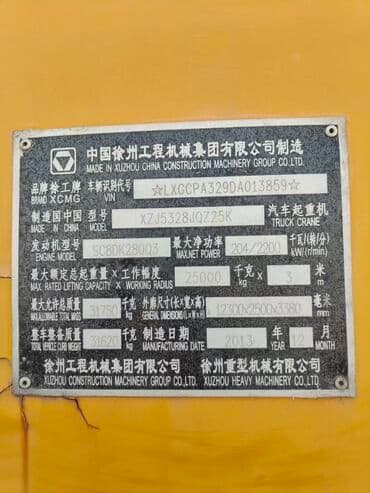 中国徐州工程机械集团有限公司制造
MADE IN XUZHOU CHINA CONSTRUCTION MACHINERY GROUP CO.,LTD.
品牌 徐工牌 车辆识别代号 ☆LXGCPA329DA013859☆
BRAND XCMG VIN
制造国 中国 型号 XZJ5328JQZ25K 汽车起重机
MADE IN CHINA MODEL TRUCK CRANE
发动机型号 SC8DK280Q3 最大净功率 204/2200 千瓦(转/分)
ENGINE MODEL MAX.NET POWER kW(r/min)
最大额定总起重量×工作幅度 25000 千克 kg × 3 米
MAX. RATED LIFTING CAPACITY × RADIUS m
最大允许总质量 31750 千克 外廓尺寸(长×宽×高) 12300×2500×3380 毫米
MAX.ALLOWABLE TOTAL MASS kg GENERAL DIMENSIONS(L×W×H) mm
整车整备质量 31620 千克 制造日期 2013 年 12 月
TOTAL VEHICLE CURB WEIGHT kg MANUFACTURING DATE YEAR MONTH
徐州工程机械集团有限公司 徐州重型机械有限公司
XUZHOU CONSTRUCTION MACHINERY GROUP CO.,LTD. XUZHOU HEAVY MACHINERY CO.,LTD.